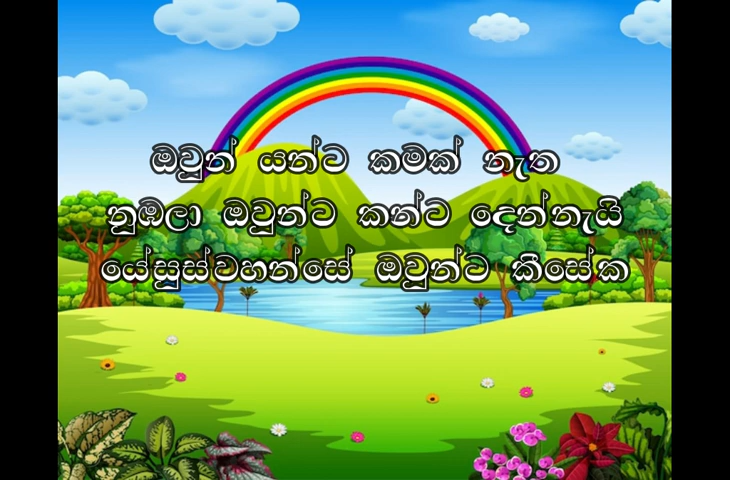 ඔවුන් යන්ට කමක් නැත
නුඹලා ඔවුන්ට කන්ට දෙන්නැයි
යේසුස්වහන්සේ ඔවුන්ට කීසේක